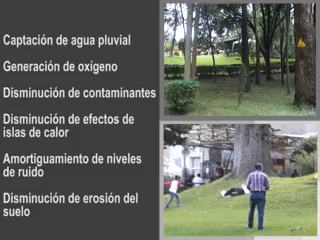 Captación de agua pluvial
Generación de oxígeno
Disminución de contaminantes
Disminución de efectos de
islas de calor
Amortiguamiento de niveles
de ruido
Disminución de erosión del
suelo